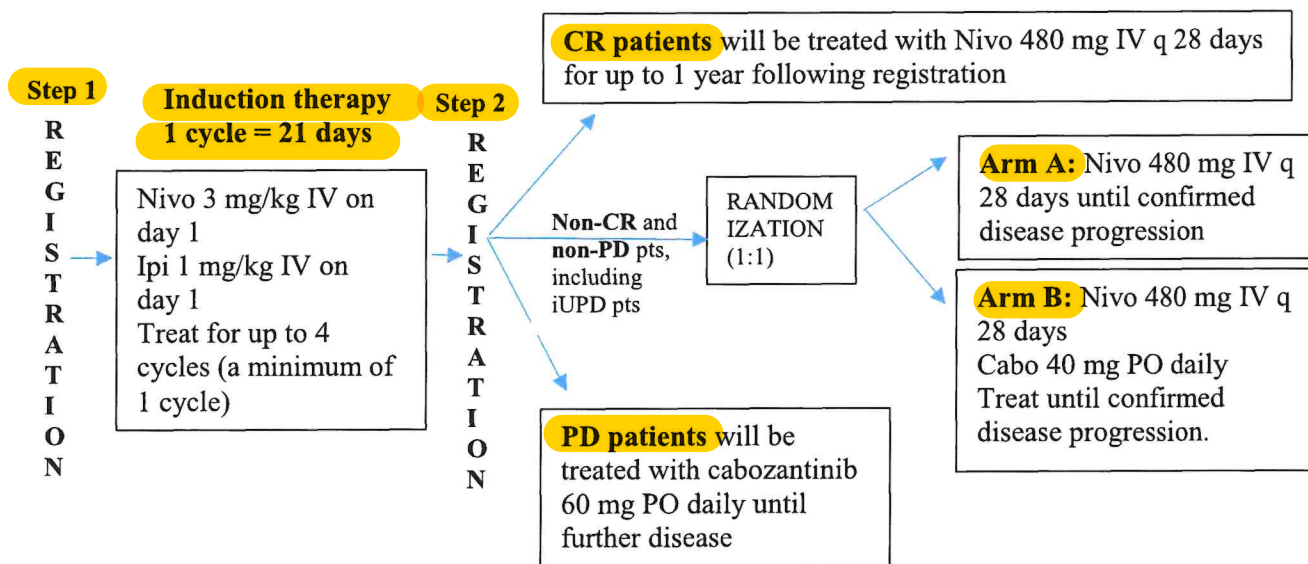 Step 1
REGISTRATION
Induction therapy
1 cycle = 21 days
Nivo 3 mg/kg IV on
day 1
Ipi 1 mg/kg IV on
day 1
Treat for up to 4
cycles (a minimum of
1 cycle)
Step 2
REGISTRATION
CR patients will be treated with Nivo 480 mg IV q 28 days
for up to 1 year following registration
Non-CR and
non-PD pts,
including
iUPD pts
RANDOM
IZATION
(1:1)
Arm A: Nivo 480 mg IV q
28 days until confirmed
disease progression
Arm B: Nivo 480 mg IV q
28 days
Cabo 40 mg PO daily
Treat until confirmed
disease progression.
PD patients will be
treated with cabozantinib
60 mg PO daily until
further disease